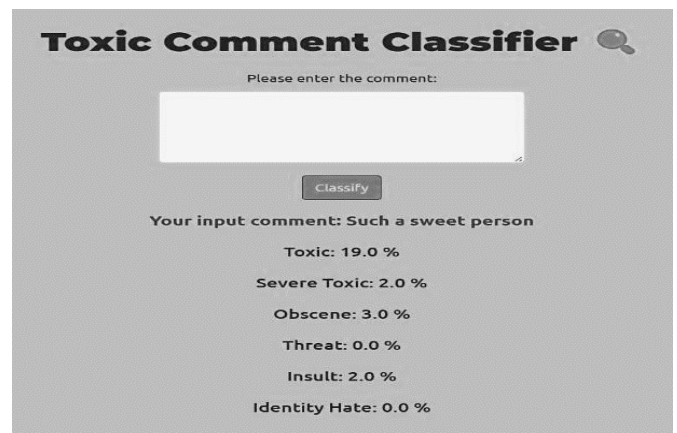 Toxic Comment Classifier
Please enter the comment:
Classify
Your input comment: Such a sweet person
Toxic: 19.0 %
Severe Toxic: 2.0 %
Obscene: 3.0 %
Threat: 0.0 %
Insult: 2.0 %
Identity Hate: 0.0 %